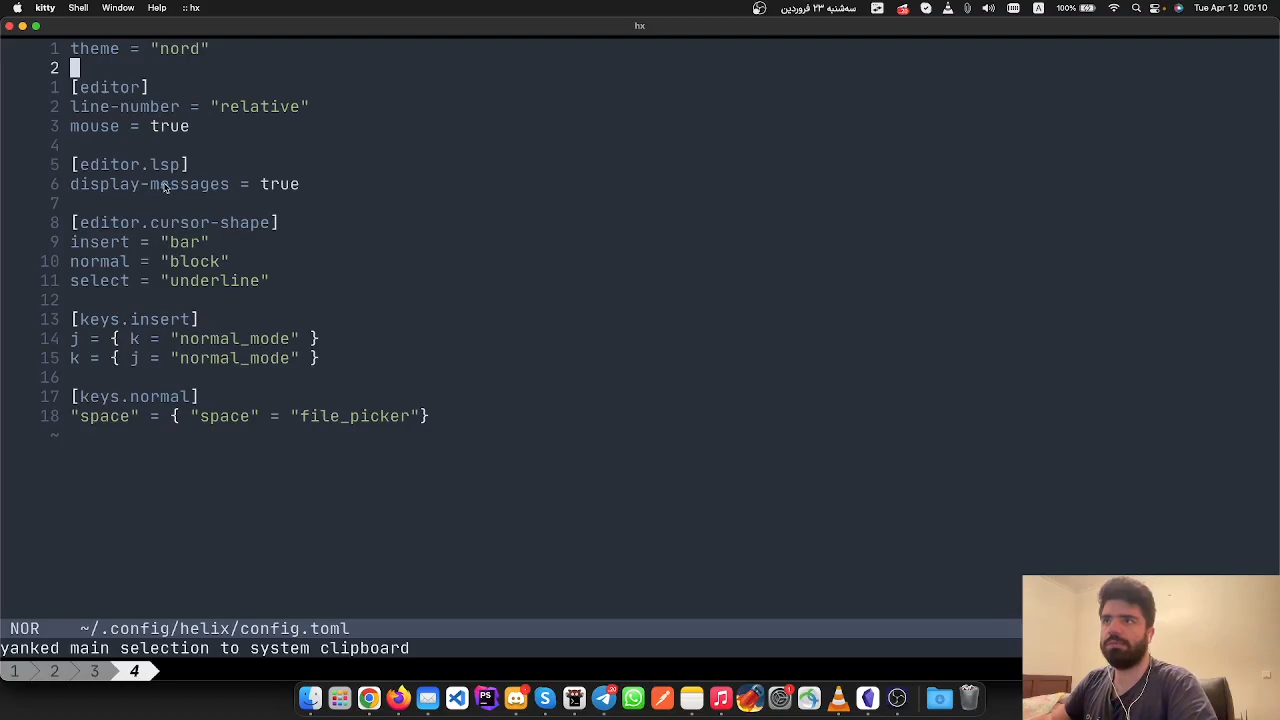 kitty Shell Window Help ::hx
سه‌شنبه ۲۳ فروردین
A 100% Tue Apr 12 00:10
hx
1 theme = "nord"
2
1 [editor]
2 line-number = "relative"
3 mouse = true
4
5 [editor.lsp]
6 display-messages = true
7
8 [editor.cursor-shape]
9 insert = "bar"
10 normal = "block"
11 select = "underline"
12
13 [keys.insert]
14 j = { k = "normal_mode" }
15 k = { j = "normal_mode" }
16
17 [keys.normal]
18 "space" = { "space" = "file_picker"}
~
NOR ~/.config/helix/config.toml
yanked main selection to system clipboard
1 2 3 4
PS